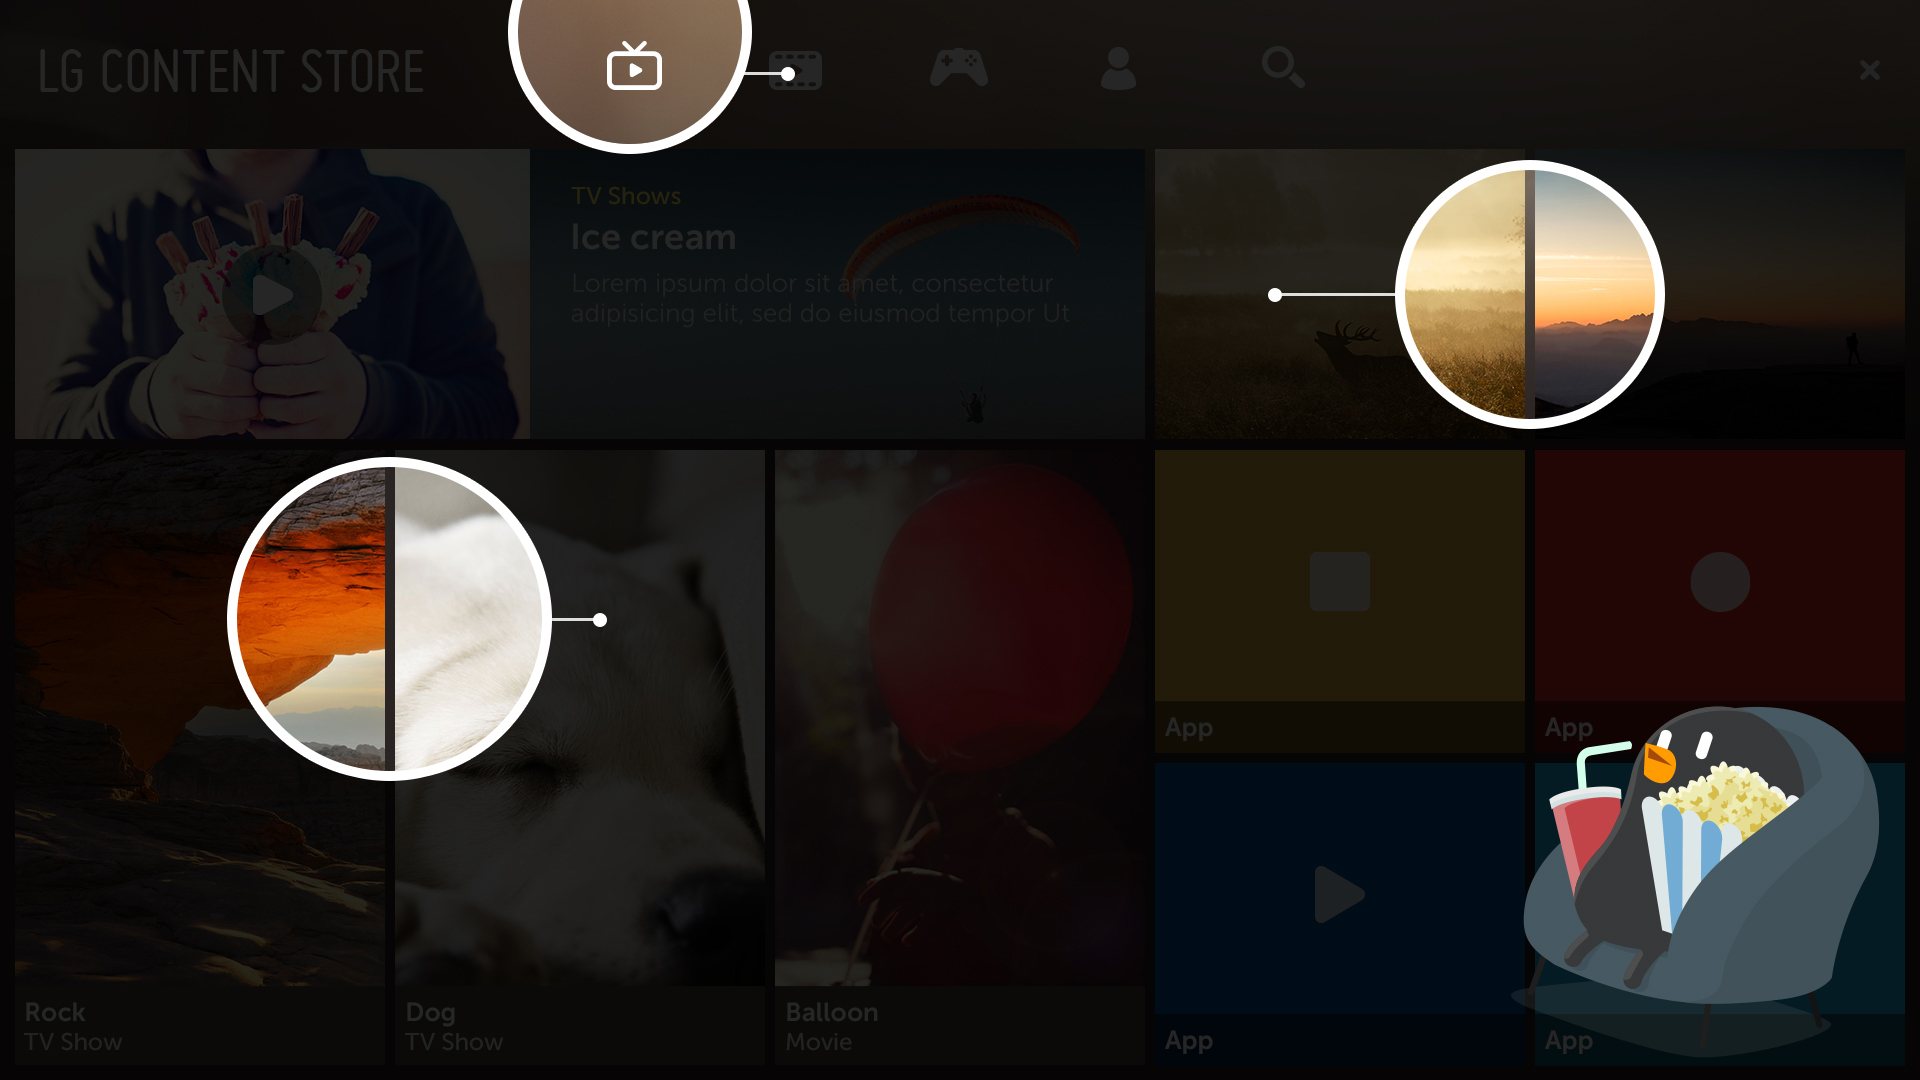 LG CONTENT STORE
TV Shows
Ice cream
Lorem ipsum dolor sit amet, consectetur
adipisicing elit, sed do eiusmod tempor Ut
App
App
Rock
TV Show
Dog
TV Show
Balloon
Movie
App
App